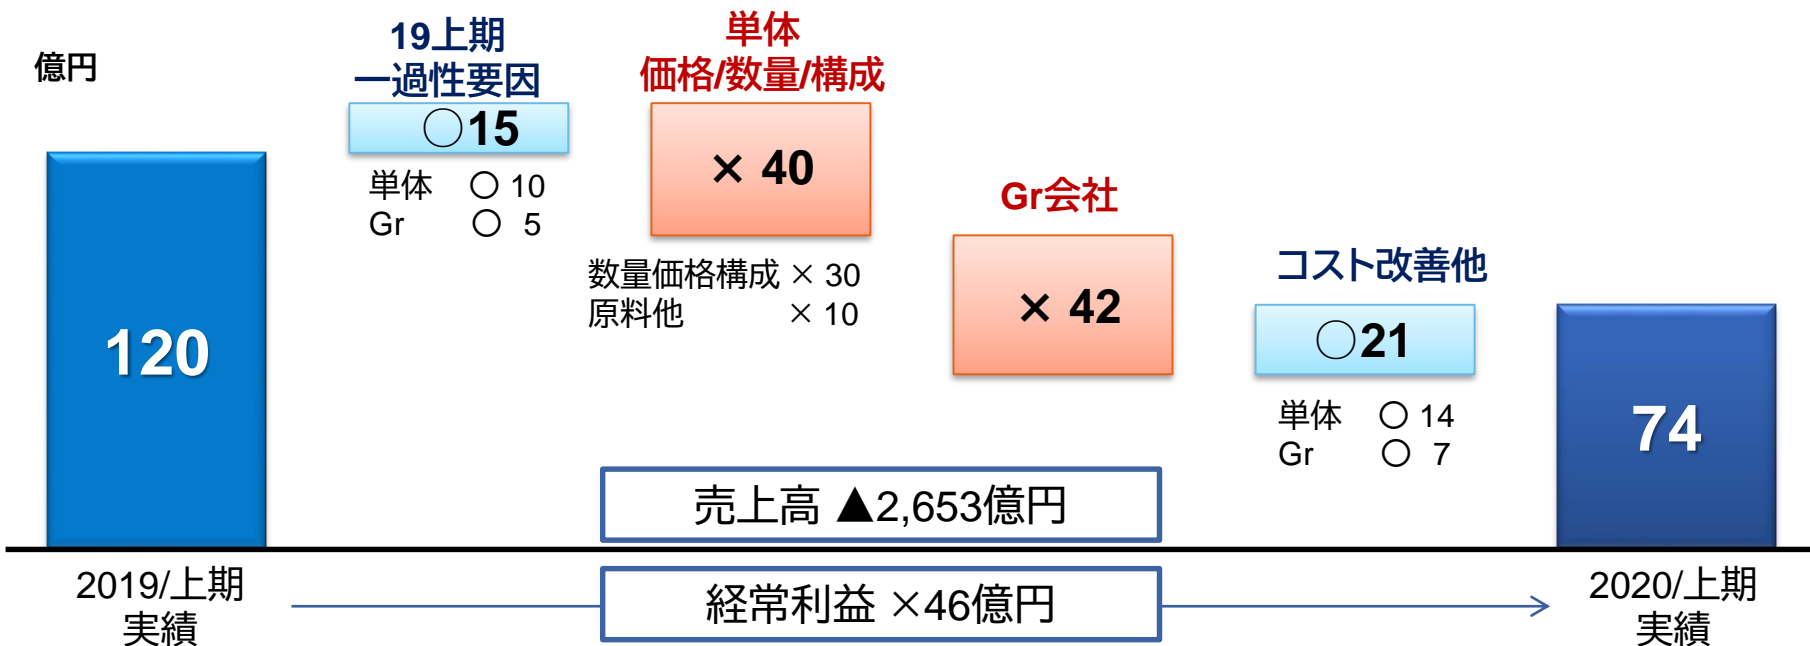 億円
19上期
一過性要因
○15
単体 ○ 10
Gr ○ 5
単体
価格/数量/構成
× 40
数量価格構成 × 30
原料他 × 10
Gr会社
× 42
コスト改善他
○21
単体 ○ 14
Gr ○ 7
120
74
売上高 ▲2,653億円
経常利益 ×46億円
2019/上期
実績
2020/上期
実績